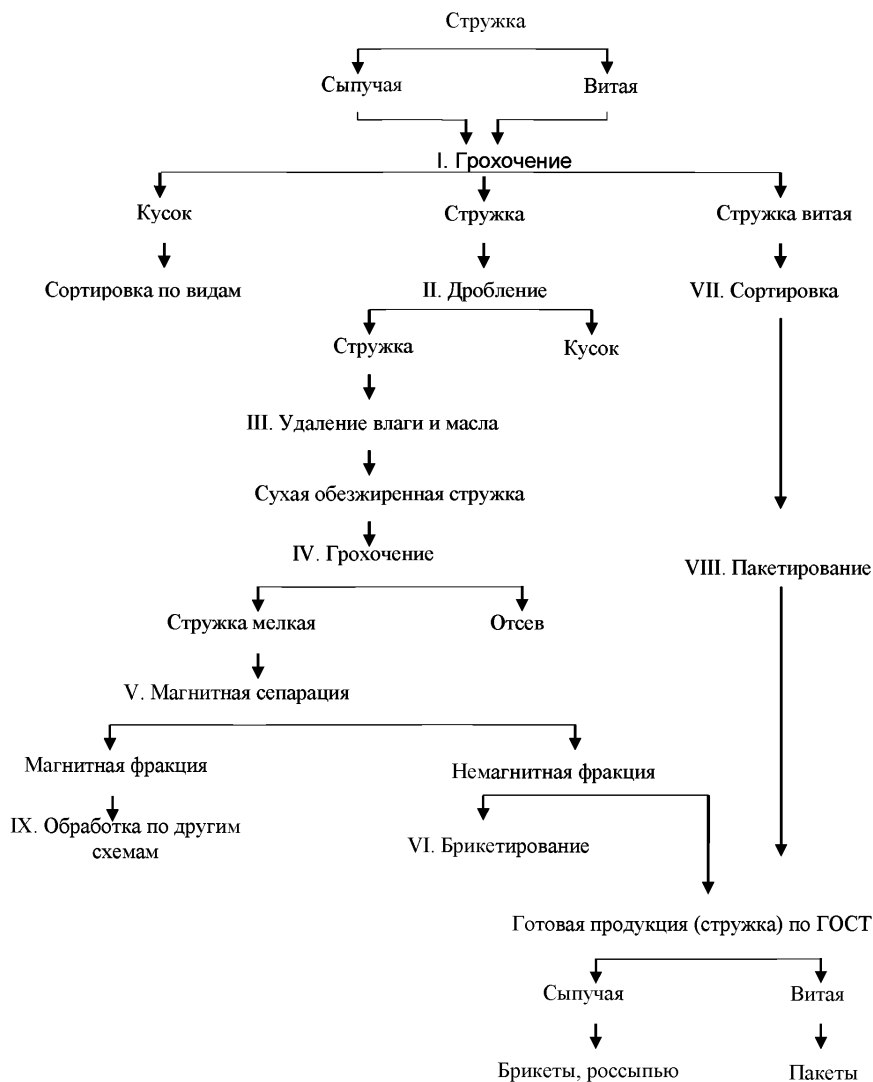 Стружка
Сыпучая Витая
I. Грохочение
Кусок Стружка Стружка витая
Сортировка по видам II. Дробление VII. Сортировка
Стружка Кусок
III. Удаление влаги и масла
Сухая обезжиренная стружка
IV. Грохочение
VIII. Пакетирование
Стружка мелкая Отсев
V. Магнитная сепарация
Магнитная фракция Немагнитная фракция
IX. Обработка по другим
схемам
VI. Брикетирование
Готовая продукция (стружка) по ГОСТ
Сыпучая Витая
Брикеты, россыпью Пакеты